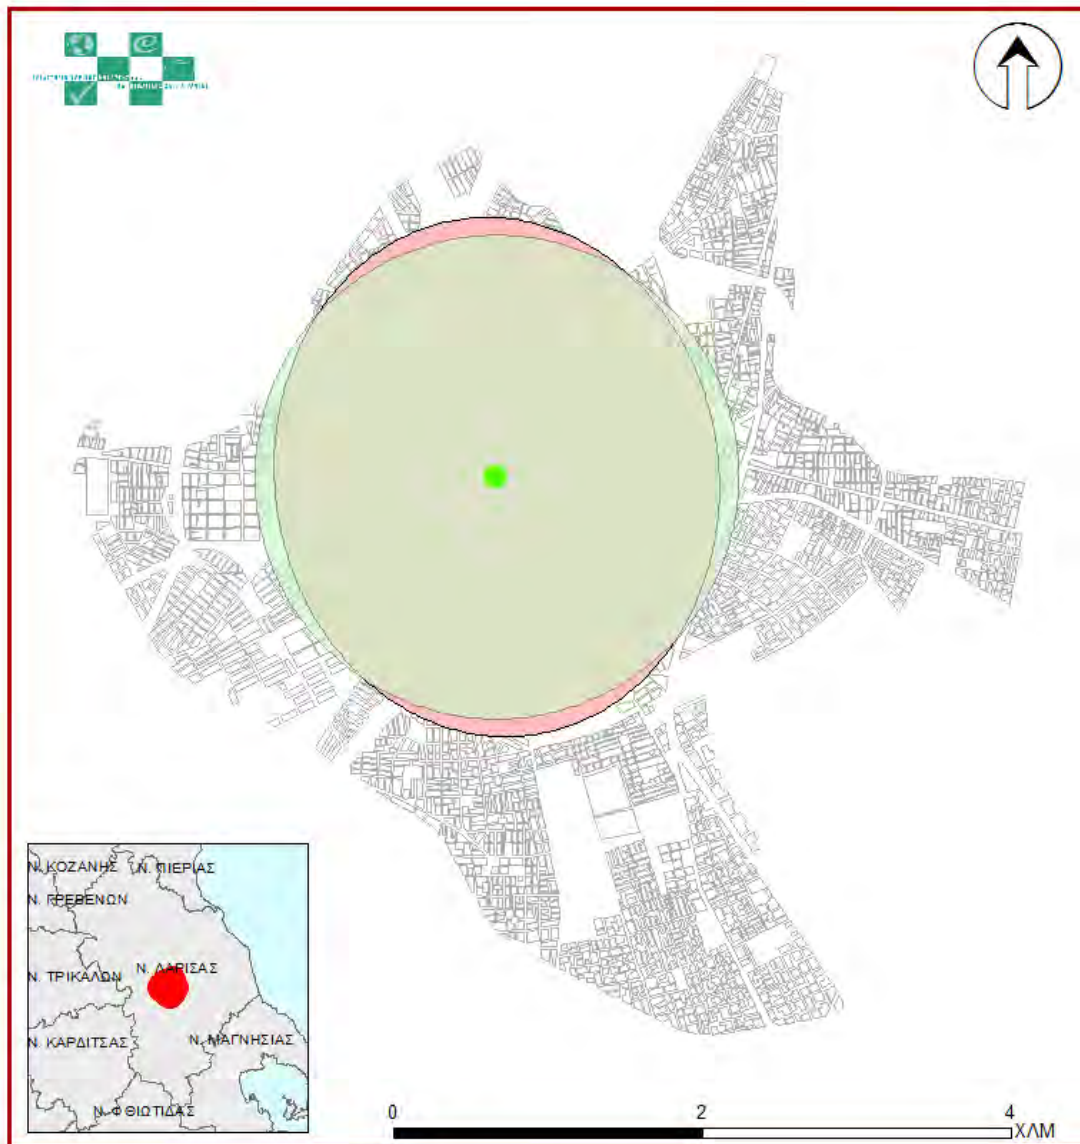 Ν. ΚΟΖΑΝΗΣ
Ν. ΠΙΕΡΙΑΣ
Ν. ΓΡΕΒΕΝΩΝ
Ν. ΛΑΡΙΣΑΣ
Ν. ΤΡΙΚΑΛΩΝ
Ν. ΚΑΡΔΙΤΣΑΣ
Ν. ΜΑΓΝΗΣΙΑΣ
Ν. ΦΘΙΩΤΙΔΑΣ
0 2 4
ΧΛΜ